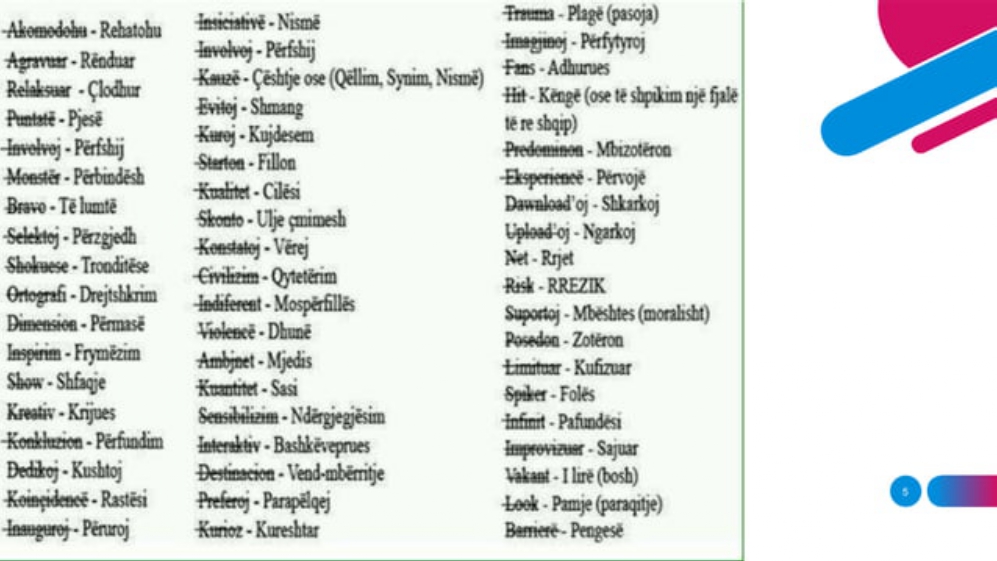 Akomodohu - Rehatohu
Agravuar - Rënduar
Relaksuar - Çlodhur
Puntatë - Pjesë
Involvoj - Përfshij
Monstër - Përbindësh
Bravo - Të lumtë
Selektoj - Përzgjedh
Shokuese - Tronditëse
Ortografi - Drejtshkrim
Dimension - Përmasë
Inspirim - Frymëzim
Show - Shfaqje
Kreativ - Krijues
Konkluzion - Përfundim
Dedikoj - Kushtoj
Koinçidencë - Rastësi
Inauguroj - Përuroj
Insiciativë - Nismë
Involvoj - Përfshij
Kauzë - Çështje ose (Qëllim, Synim, Nismë)
Evitoj - Shmang
Kuroj - Kujdesem
Starton - Fillon
Kualitet - Cilësi
Skonto - Ulje çmimesh
Konstatoj - Vërej
Civilizim - Qytetërim
Indiferent - Mospërfillës
Violencë - Dhunë
Ambjnet - Mjedis
Kuantitet - Sasi
Sensibilizim - Ndërgjegjësim
Interaktiv - Bashkëveprues
Destinacion - Vend-mbërritje
Preferoj - Parapëlqej
Kurioz - Kureshtar
Trauma - Plagë (pasoja)
Imagjinoj - Përfytyroj
Fans - Adhurues
Hit - Këngë (ose të shpikim një fjalë
të re shqip)
Predominon - Mbizotëron
Eksperiencë - Përvojë
Dawnload'oj - Shkarkoj
Upload'oj - Ngarkoj
Net - Rrjet
Risk - RREZIK
Suportoj - Mbështes (moralisht)
Posedon - Zotëron
Limituar - Kufizuar
Spiker - Folës
Infinit - Pafundësi
Improvizuar - Sajuar
Vakant - I lirë (bosh)
Look - Pamje (paraqitje)
Barrierë - Pengesë
5